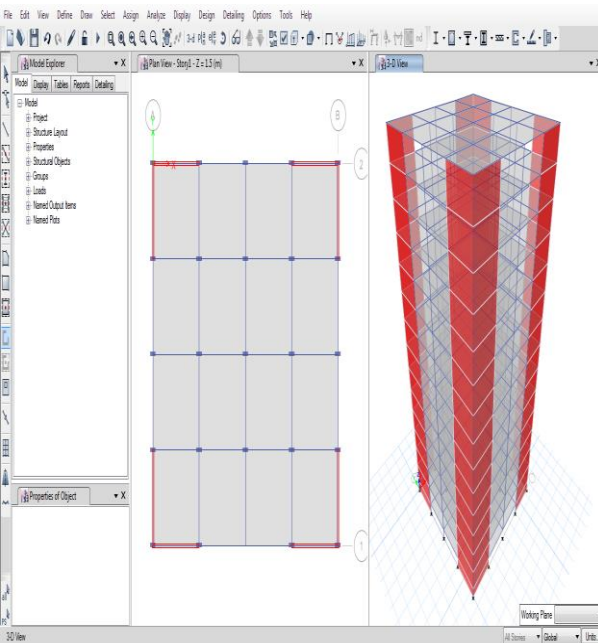 File Edit View Define Draw Select Assign Analyze Display Design Detailing Options Tools Help
Model Explorer
Plan View - Story1 - Z = 1.5 (m)
3-D View
Model Display Tables Reports Detailing
Model
Project
Structure Layout
Properties
Structural Objects
Groups
Loads
Named Output Items
Named Plots
A
B
X
2
1
Properties of Object
Working Plane
3-D View
All Stories
Global
Units...